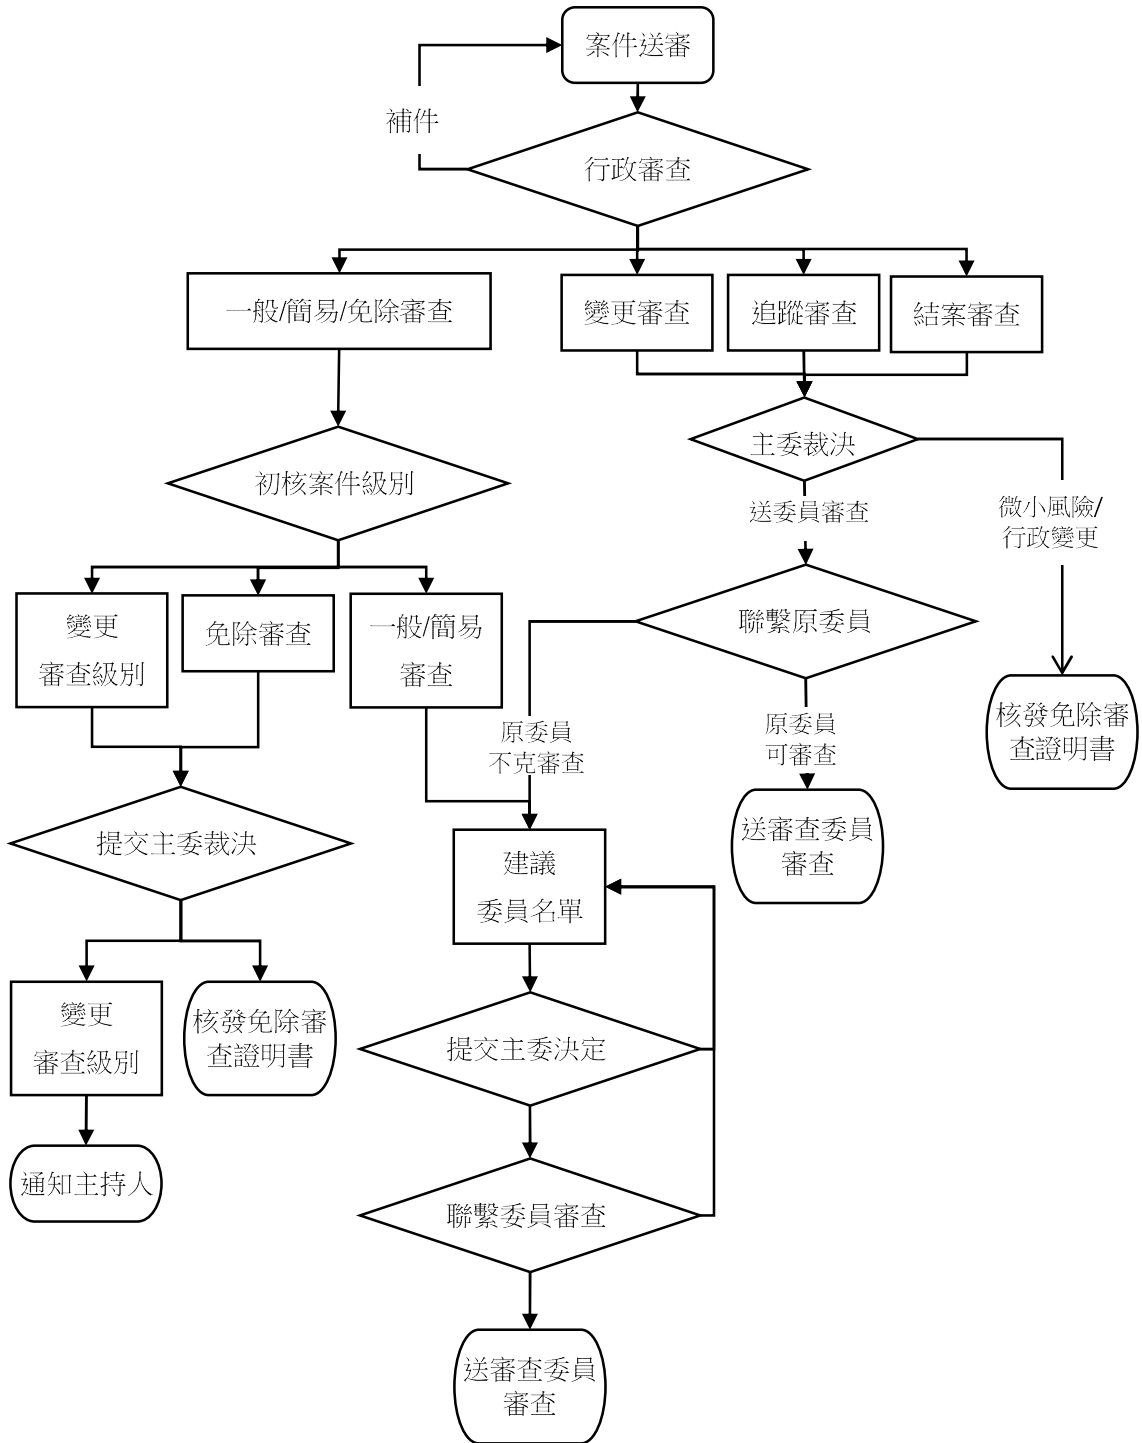 案件送審
補件
行政審查
一般/簡易/免除審查
變更審查
追蹤審查
結案審查
主委裁決
初核案件級別
送委員審查
微小風險/
行政變更
變更
審查級別
免除審查
一般/簡易
審查
聯繫原委員
原委員
不克審查
原委員
可審查
核發免除審
查證明書
提交主委裁決
建議
委員名單
送審查委員
審查
變更
審查級別
核發免除審
查證明書
提交主委決定
通知主持人
聯繫委員審查
送審查委員
審查